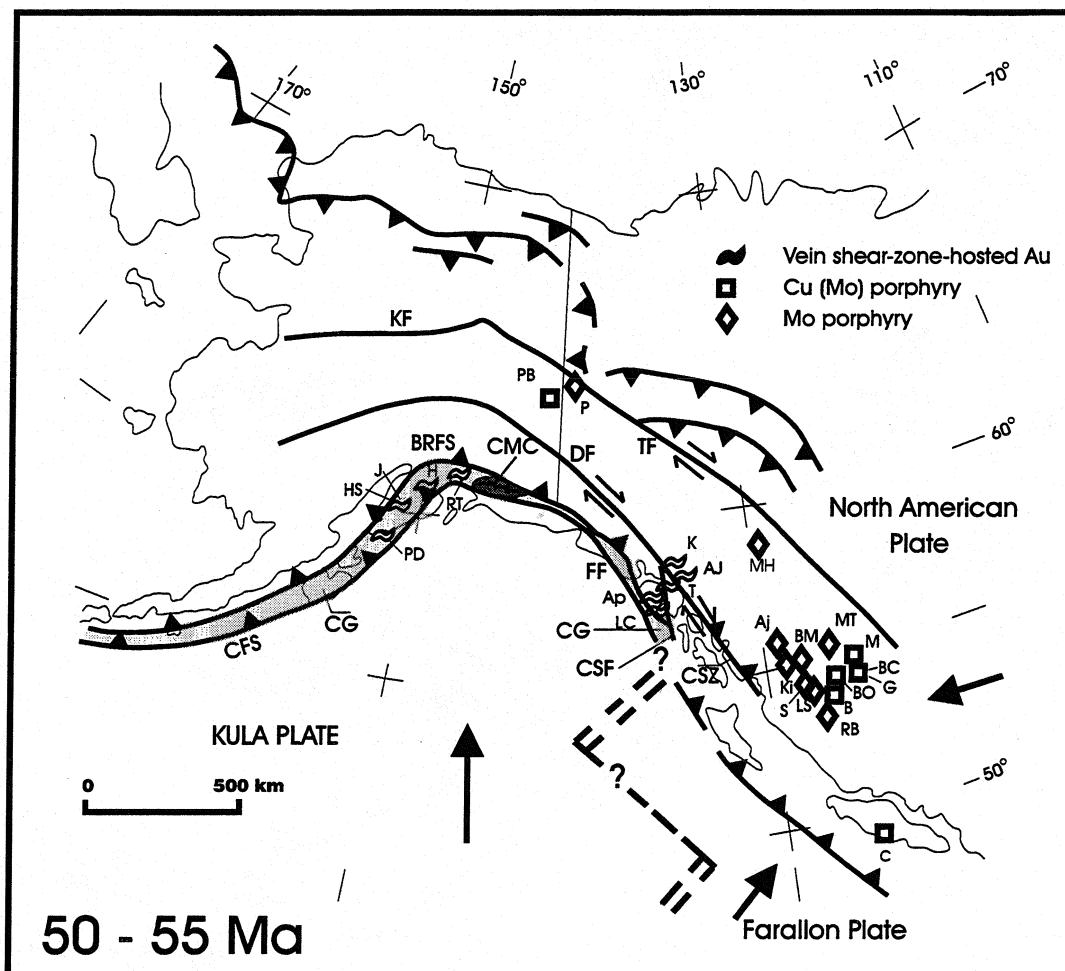 170°
150°
130°
110°
70°
Vein shear-zone-hosted Au
Cu (Mo) porphyry
Mo porphyry
KF
PB
P
60°
TF
BRFS
CMC
DF
J
H
HS
RT
North American
Plate
PD
MH
K
FF
AJ
T
Ap
LC
CG
CG
CFS
CSF
CSZ
?
Aj
BM
MT
M
BC
G
Ki
BO
S
LS
B
RB
KULA PLATE
?
50°
0 500 km
C
50 - 55 Ma
Farallon Plate